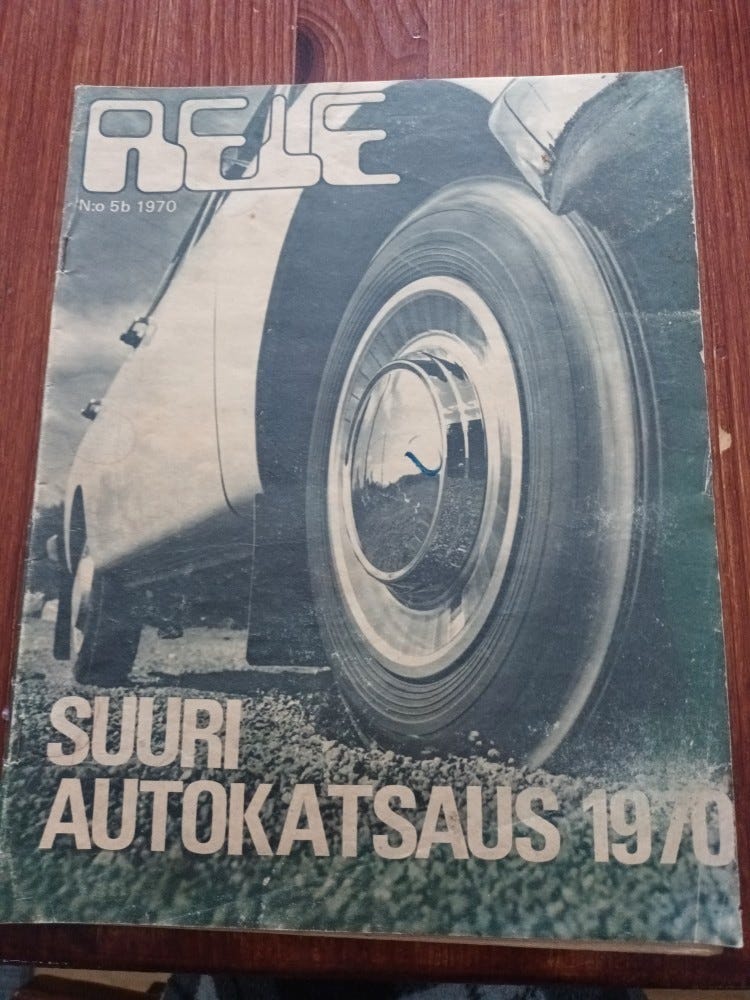 RELE
N:o 5b 1970
SUURI
AUTOKATSAUS 1970